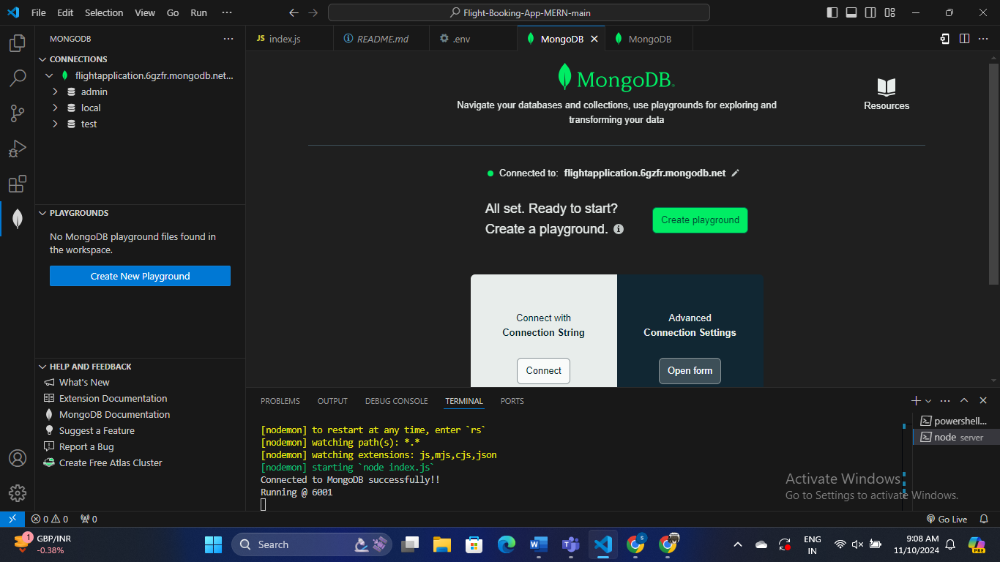 File Edit Selection View Go Run ···
Flight-Booking-App-MERN-main
MONGODB ···
CONNECTIONS
flightapplication.6gzfr.mongodb.net...
admin
local
test
PLAYGROUNDS
No MongoDB playground files found in
the workspace.
Create New Playground
HELP AND FEEDBACK
What's New
Extension Documentation
MongoDB Documentation
Suggest a Feature
Report a Bug
Create Free Atlas Cluster
JS index.js README.md .env MongoDB MongoDB
MongoDB.
Navigate your databases and collections, use playgrounds for exploring and
transforming your data
Resources
Connected to: flightapplication.6gzfr.mongodb.net
All set. Ready to start?
Create a playground.
Create playground
Connect with
Connection String
Connect
Advanced
Connection Settings
Open form
PROBLEMS OUTPUT DEBUG CONSOLE TERMINAL PORTS
[nodemon] to restart at any time, enter `rs`
[nodemon] watching path(s): *.*
[nodemon] watching extensions: js,mjs,cjs,json
[nodemon] starting `node index.js`
Connected to MongoDB successfully!!
Running @ 6001
powershell...
node server
Activate Windows
Go to Settings to activate Windows.
0 0 0
Go Live
1
GBP/INR
-0.38%
Search
S
ENG
IN
9:08 AM
11/10/2024
PRE